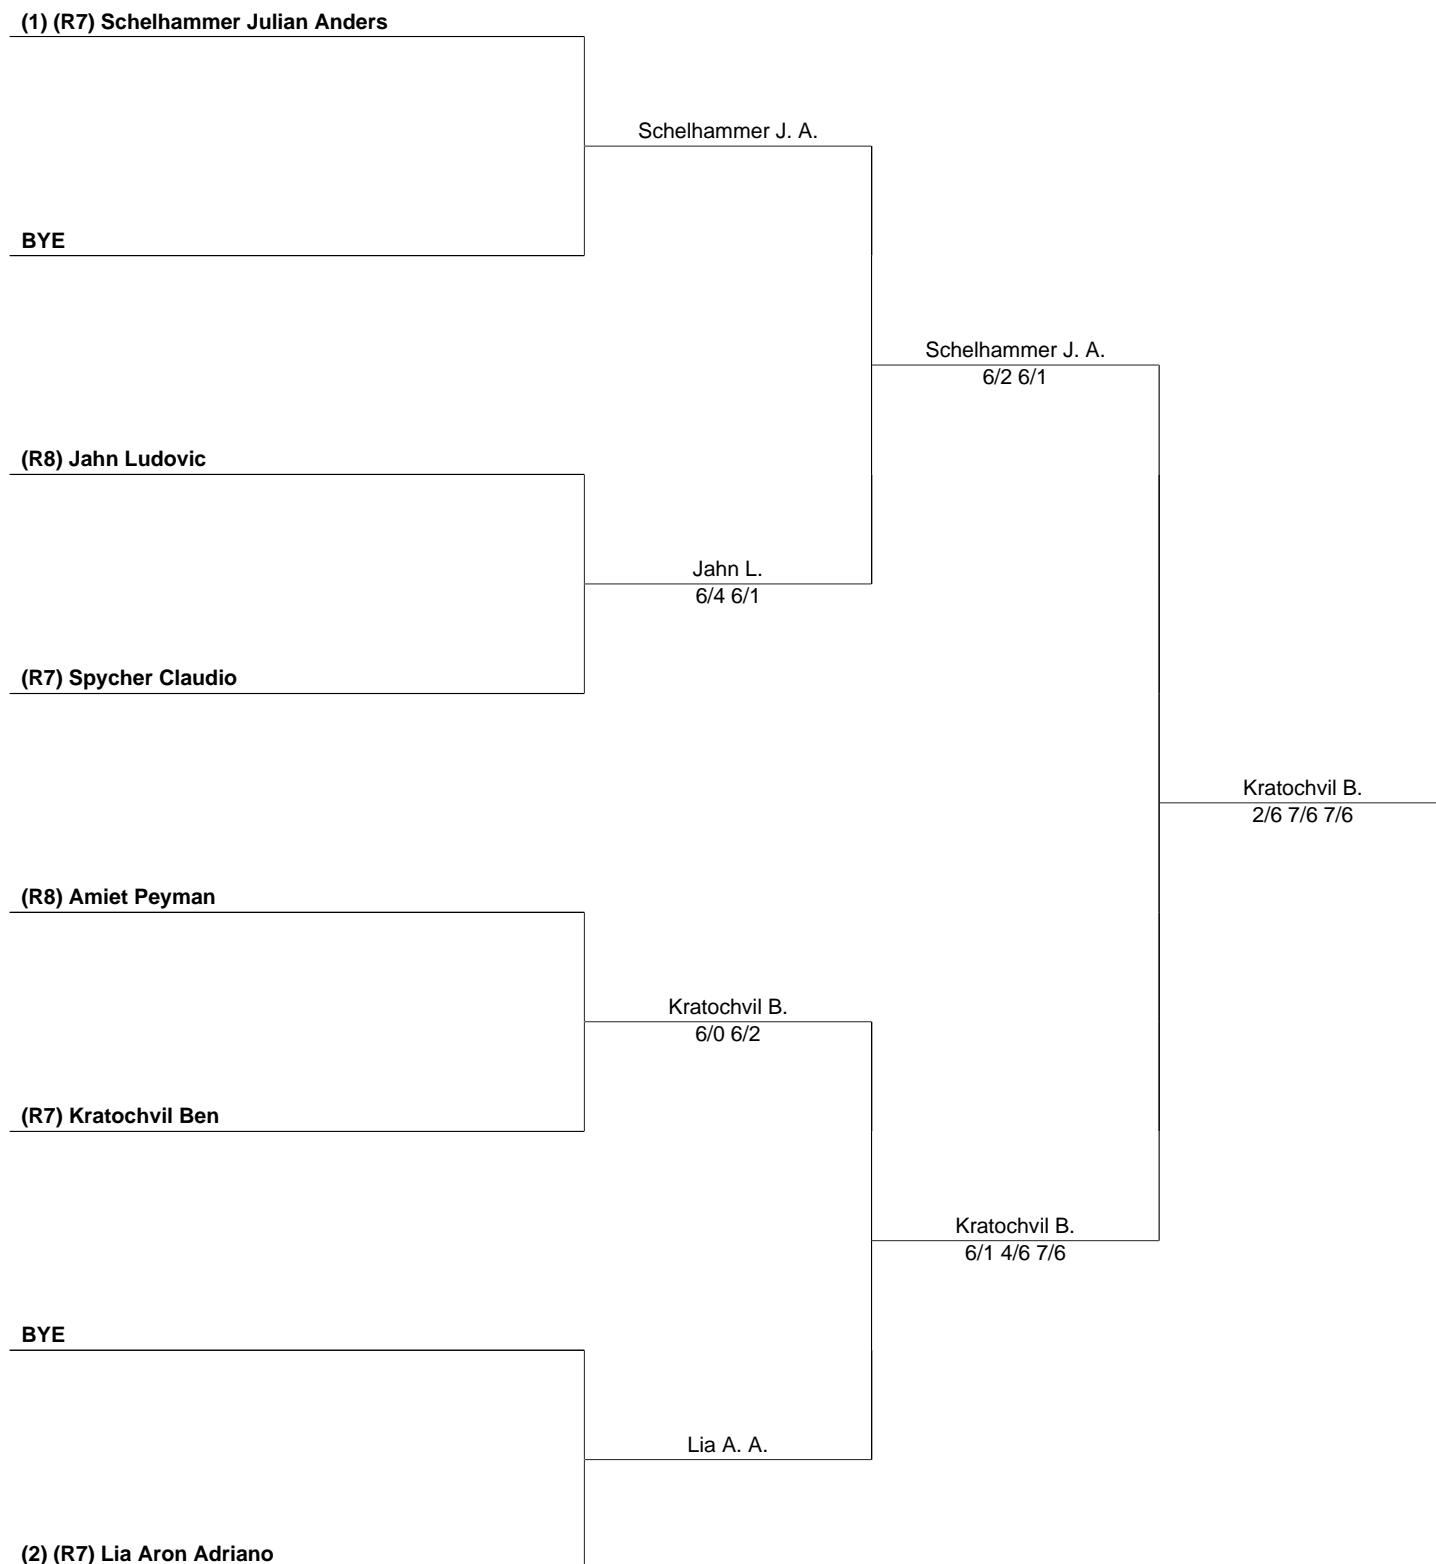 (1) (R7) Schelhammer Julian Anders
Schelhammer J. A.
BYE
Schelhammer J. A.
6/2 6/1
(R8) Jahn Ludovic
Jahn L.
6/4 6/1
(R7) Spycher Claudio
Kratochvil B.
2/6 7/6 7/6
(R8) Amiet Peyman
Kratochvil B.
6/0 6/2
(R7) Kratochvil Ben
Kratochvil B.
6/1 4/6 7/6
BYE
Lia A. A.
(2) (R7) Lia Aron Adriano